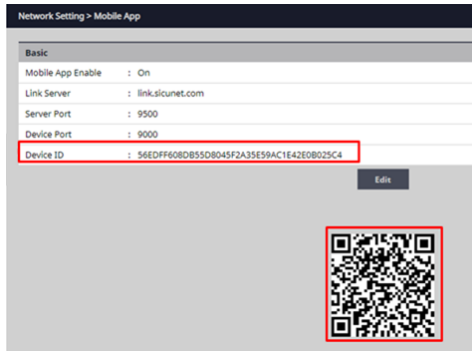 Network Setting > Mobile App
Basic
Mobile App Enable : On
Link Server : link.sicunet.com
Server Port : 9500
Device Port : 9000
Device ID : 56EDFF608DB55D8045F2A35E59AC1E42E0B025C4
Edit